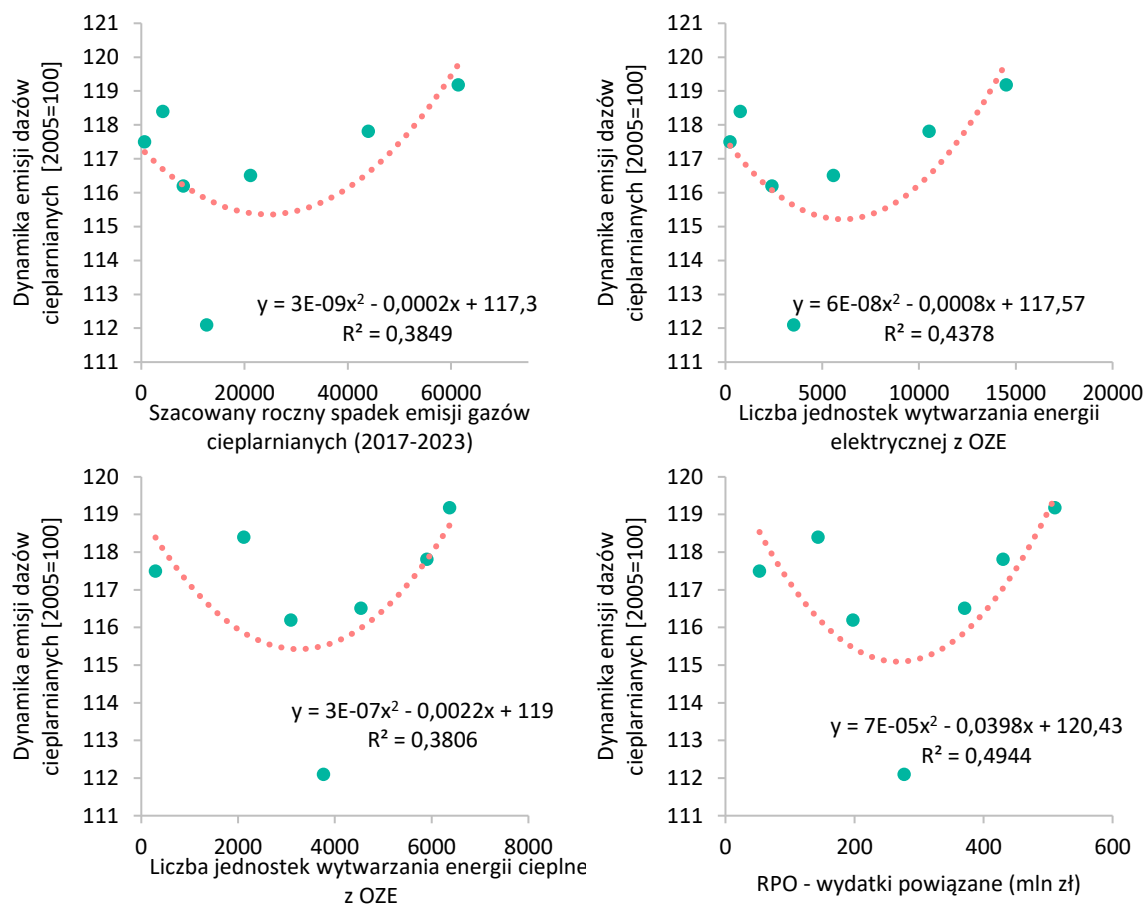 121
120
119
118
117
116
115
114
113
112
111
Dynamika emisji dazów
cieplarnianych [2005=100]
y = 3E-09x² - 0,0002x + 117,3
R² = 0,3849
0
20000
40000
60000
Szacowany roczny spadek emisji gazów
cieplarnianych (2017-2023)
121
120
119
118
117
116
115
114
113
112
111
Dynamika emisji dazów
cieplarnianych [2005=100]
y = 6E-08x² - 0,0008x + 117,57
R² = 0,4378
0
5000
10000
15000
20000
Liczba jednostek wytwarzania energii
elektrycznej z OZE
120
119
118
117
116
115
114
113
112
111
Dynamika emisji dazów
cieplarnianych [2005=100]
y = 3E-07x² - 0,0022x + 119
R² = 0,3806
0
2000
4000
6000
8000
Liczba jednostek wytwarzania energii cieplne
z OZE
120
119
118
117
116
115
114
113
112
111
Dynamika emisji dazów
cieplarnianych [2005=100]
y = 7E-05x² - 0,0398x + 120,43
R² = 0,4944
0
200
400
600
RPO - wydatki powiązane (mln zł)